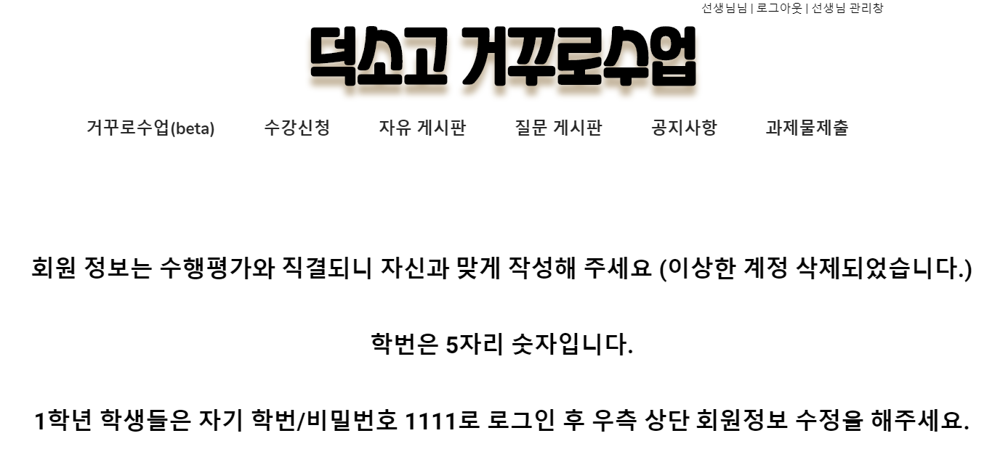 선생님님 | 로그아웃 | 선생님 관리창
덕소고 거꾸로수업
거꾸로수업(beta) 수강신청 자유 게시판 질문 게시판 공지사항 과제물제출
회원 정보는 수행평가와 직결되니 자신과 맞게 작성해 주세요 (이상한 계정 삭제되었습니다.)
학번은 5자리 숫자입니다.
1학년 학생들은 자기 학번/비밀번호 1111로 로그인 후 우측 상단 회원정보 수정을 해주세요.